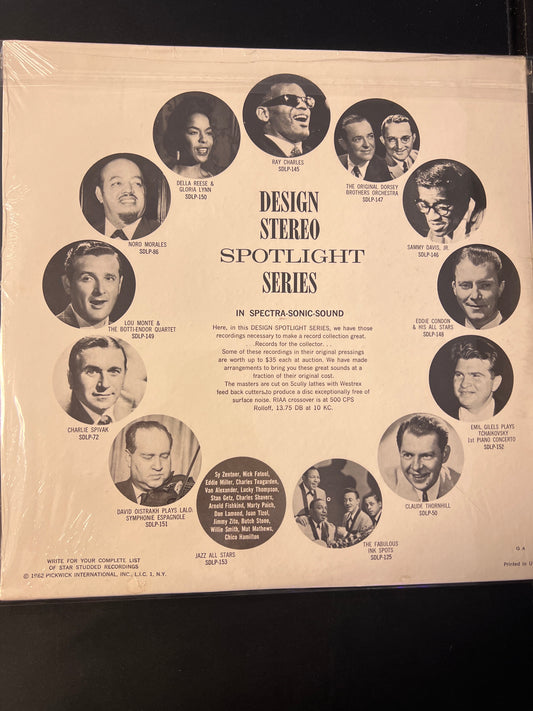 RAY CHARLES
SDLP-145
DELLA REESE &
GLORIA LYNN
SDLP-150
THE ORIGINAL DORSEY
BROTHERS ORCHESTRA
SDLP-147
NORO MORALES
SDLP-86
SAMMY DAVIS, JR.
SDLP-146
DESIGN
STEREO
SPOTLIGHT
SERIES
LOU MONTE &
THE BOTTI-ENDOR QUARTET
SDLP-149
EDDIE CONDON
& HIS ALL STARS
SDLP-148
IN SPECTRA-SONIC-SOUND
Here, in this DESIGN SPOTLIGHT SERIES, we have those
recordings necessary to make a record collection great.
Records for the collector . . .
Some of these recordings in their original pressings
are worth up to $35 each at auction. We have made
arrangements to bring you these great sounds at a
fraction of their original cost.
The masters are cut on Scully lathes with Westrex
feed back cutters,to produce a disc exceptionally free of
surface noise. RIAA crossover is at 500 CPS
Rolloff, 13.75 DB at 10 KC.
CHARLIE SPIVAK
SDLP-72
EMIL GILELS PLAYS
TCHAIKOVSKY
1st PIANO CONCERTO
SDLP-152
DAVID OISTRAKH PLAYS LALO:
SYMPHONIE ESPAGNOLE
SDLP-151
CLAUDE THORNHILL
SDLP-50
Sy Zentner, Nick Fatool,
Eddie Miller, Charles Teagarden,
Van Alexander, Lucky Thompson,
Stan Getz, Charles Shavers,
Arnold Fishkind, Marty Paich,
Don Lamond, Juan Tizol,
Jimmy Zito, Butch Stone,
Willie Smith, Mat Mathews,
Chico Hamilton
JAZZ ALL STARS
SDLP-153
THE FABULOUS
INK SPOTS
SDLP-125
WRITE FOR YOUR COMPLETE LIST
OF STAR STUDDED RECORDINGS
© 1962 PICKWICK INTERNATIONAL, INC., L.I.C. 1, N.Y.
G A
Printed in U